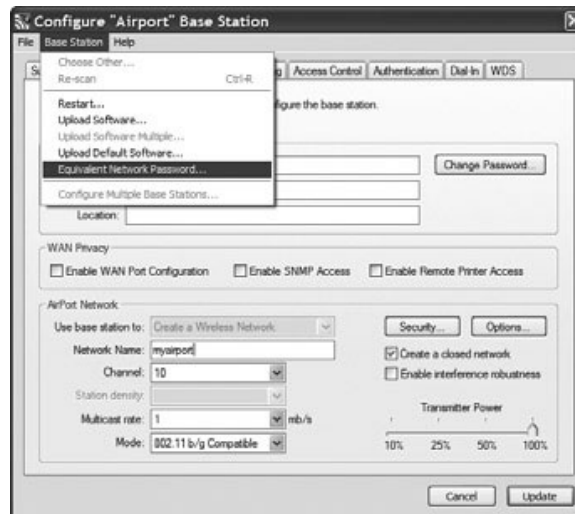 Configure "Airport" Base Station
File Base Station Help
Choose Other...
Re-scan Ctrl-R
Restart...
Upload Software...
Upload Software Multiple...
Upload Default Software...
Equivalent Network Password...
Configure Multiple Base Stations...
Access Control Authentication Dial-In WDS
figure the base station.
Change Password...
Location:
WAN Privacy
Enable WAN Port Configuration Enable SNMP Access Enable Remote Printer Access
AirPort Network
Use base station to: Create a Wireless Network
Security... Options...
Network Name: myairport
Create a closed network
Channel: 10
Enable interference robustness
Station density:
Transmitter Power
Multicast rate: 1 mb/s
Mode: 802.11 b/g Compatible
10% 25% 50% 100%
Cancel Update